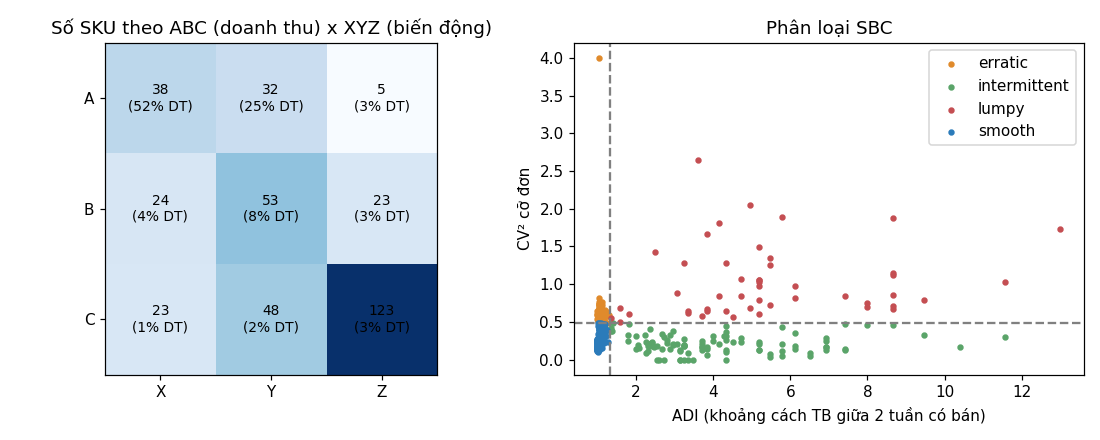 Số SKU theo ABC (doanh thu) x XYZ (biến động)
A
38
(52% DT)
32
(25% DT)
5
(3% DT)
B
24
(4% DT)
53
(8% DT)
23
(3% DT)
C
23
(1% DT)
48
(2% DT)
123
(3% DT)
X
Y
Z
Phân loại SBC
erratic
intermittent
lumpy
smooth
CV² cỡ đơn
4.0
3.5
3.0
2.5
2.0
1.5
1.0
0.5
0.0
2
4
6
8
10
12
ADI (khoảng cách TB giữa 2 tuần có bán)